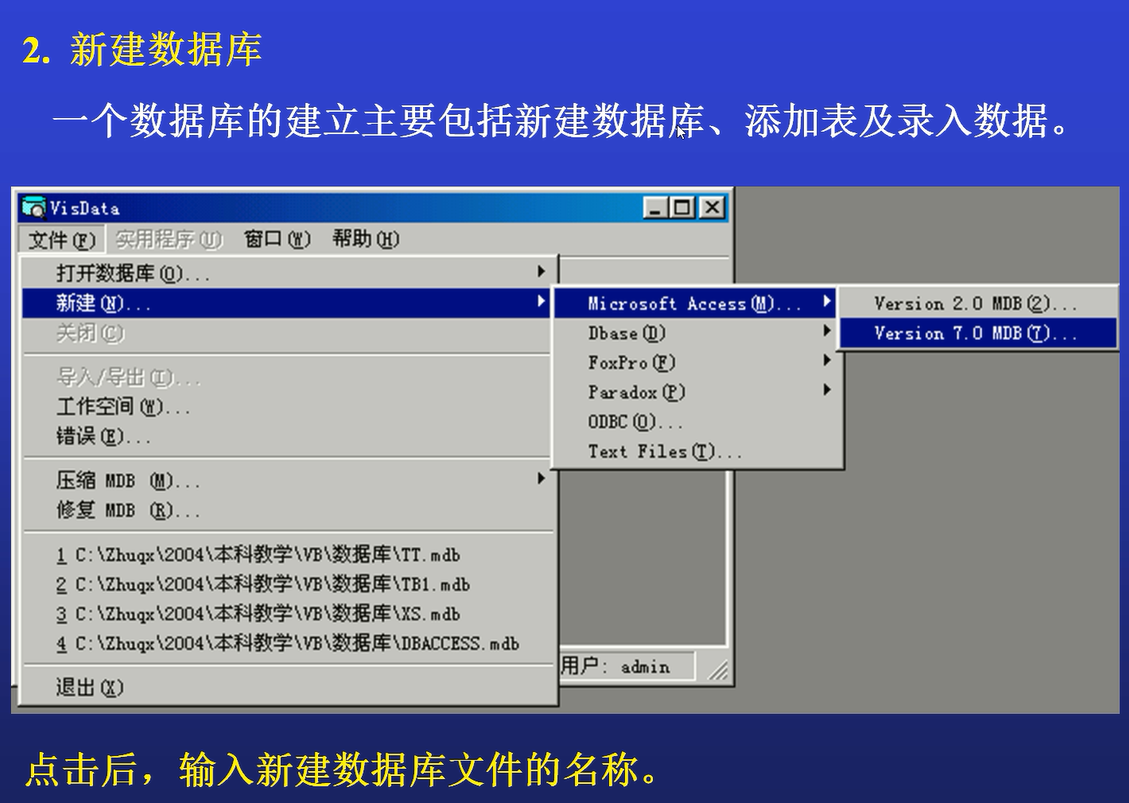 2. 新建数据库
一个数据库的建立主要包括新建数据库、添加表及录入数据。
VisData
文件(F) 实用程序(U) 窗口(W) 帮助(H)
打开数据库(O)...
新建(N)...
关闭(C)
导入/导出(I)...
工作空间(W)...
错误(E)...
压缩 MDB (M)...
修复 MDB (R)...
1 C:\Zhuqx\2004\本科教学\VB\数据库\TT.mdb
2 C:\Zhuqx\2004\本科教学\VB\数据库\TB1.mdb
3 C:\Zhuqx\2004\本科教学\VB\数据库\XS.mdb
4 C:\Zhuqx\2004\本科教学\VB\数据库\DBACCESS.mdb
退出(X)
Microsoft Access(M)...
Dbase(D)
FoxPro(F)
Paradox(P)
ODBC(O)...
Text Files(T)...
Version 2.0 MDB(2)...
Version 7.0 MDB(7)...
用户: admin
点击后，输入新建数据库文件的名称。